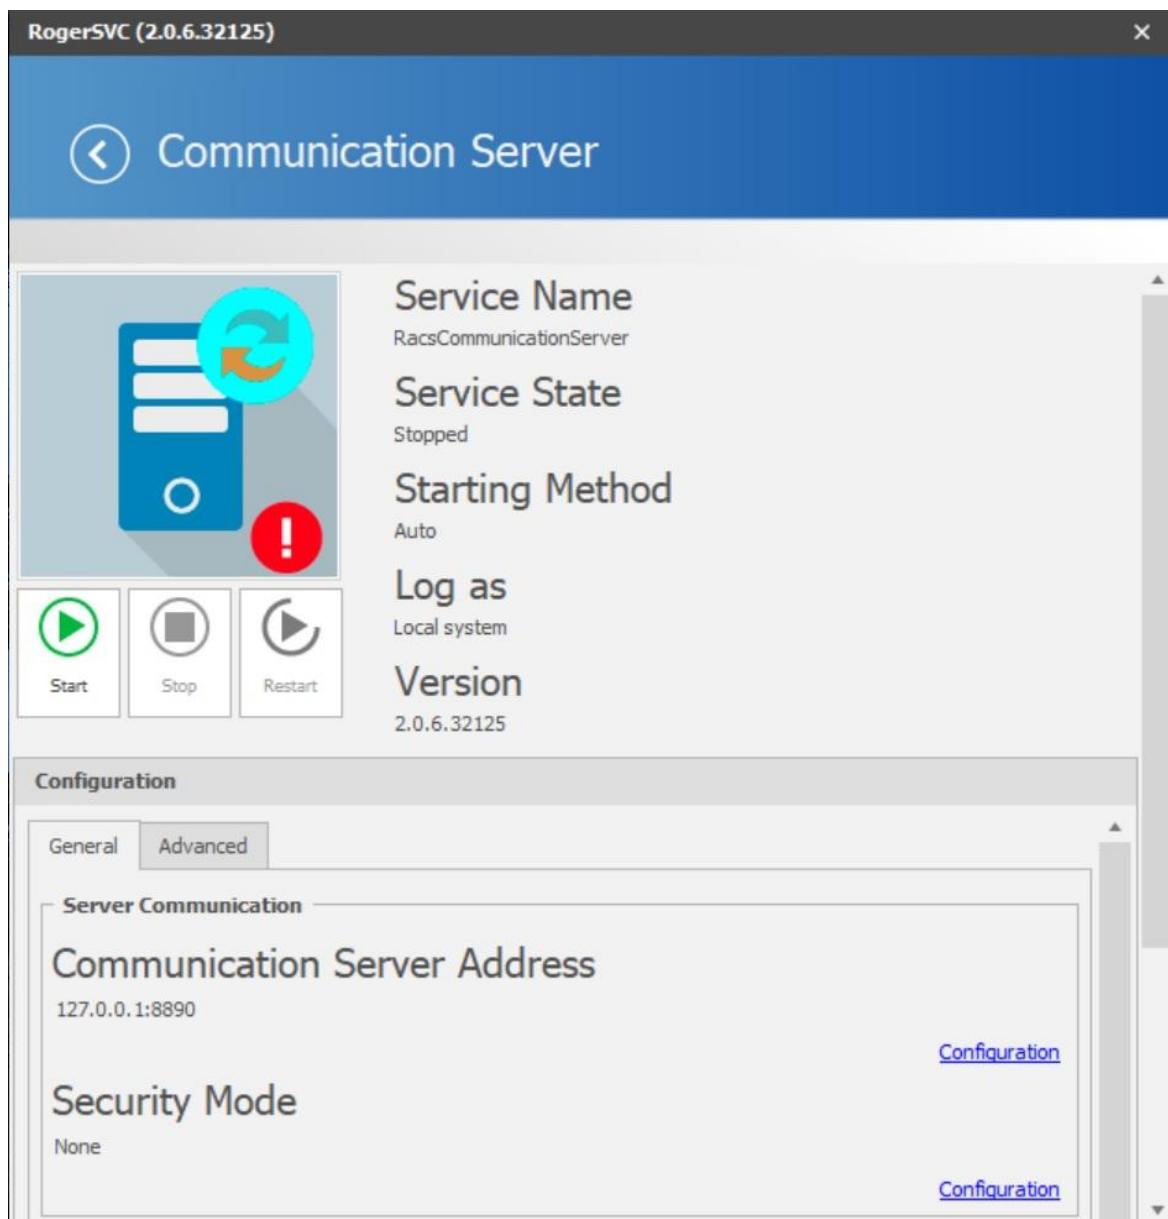 RogerSVC (2.0.6.32125)
Communication Server
Service Name
RacsCommunicationServer
Service State
Stopped
Starting Method
Auto
Log as
Local system
Version
2.0.6.32125
Start
Stop
Restart
Configuration
General
Advanced
Server Communication
Communication Server Address
127.0.0.1:8890
Configuration
Security Mode
None
Configuration